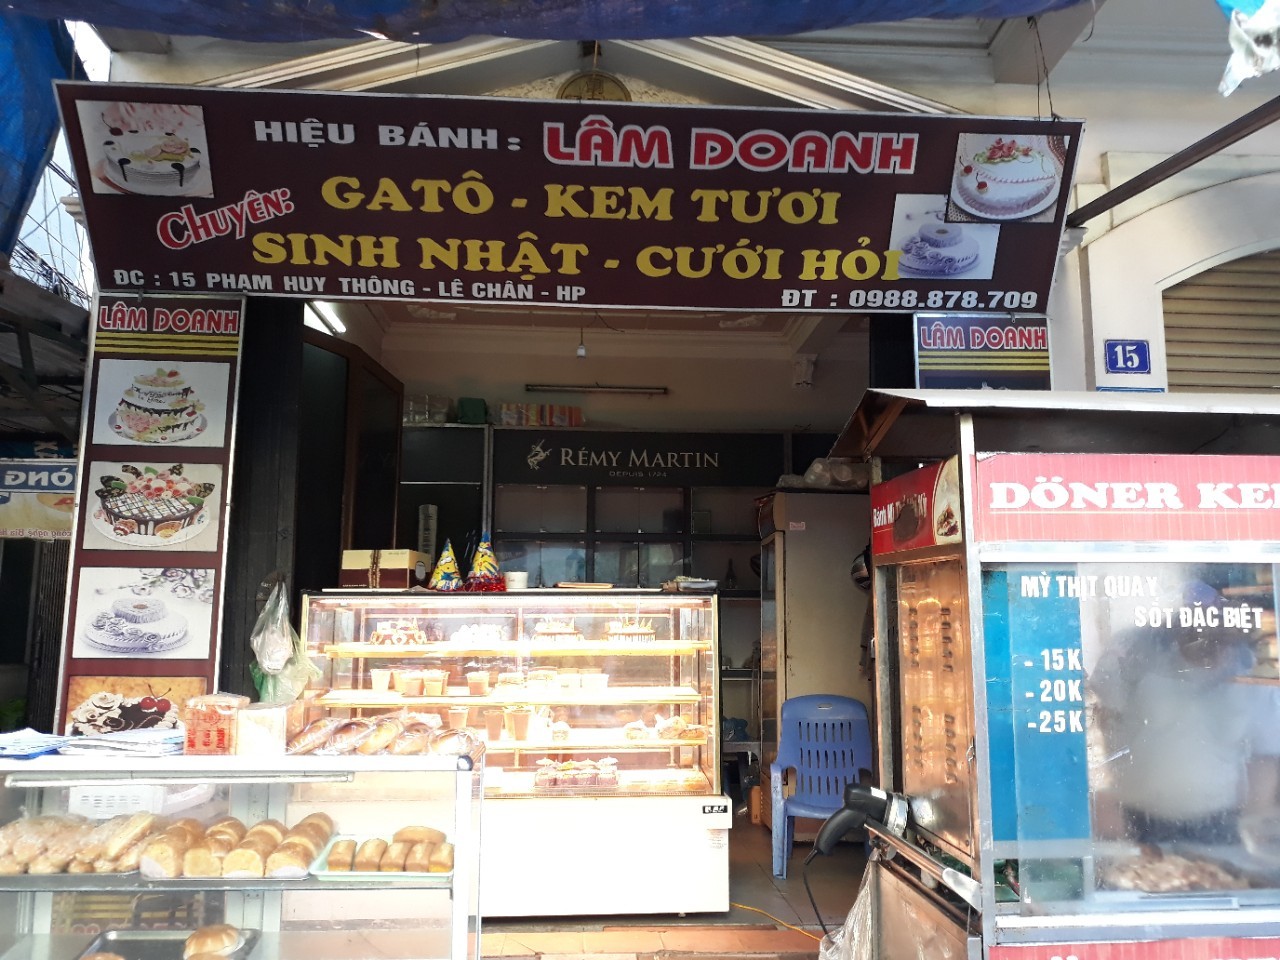 HIỆU BÁNH: LÂM DOANH
Chuyên:
GATÔ - KEM TƯƠI
SINH NHẬT - CƯỚI HỎI
ĐC : 15 PHẠM HUY THÔNG - LÊ CHÂN - HP
ĐT : 0988.878.709
LÂM DOANH
LÂM DOANH
15
RÉMY MARTIN
DEPUIS 1724
Bánh Mì
DÖNER KE
MỲ THỊT QUAY
SỐT ĐẶC BIỆT
- 15K
- 20K
- 25K